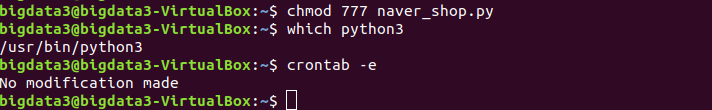 bigdata3@bigdata3-VirtualBox:~$ chmod 777 naver_shop.py
bigdata3@bigdata3-VirtualBox:~$ which python3
/usr/bin/python3
bigdata3@bigdata3-VirtualBox:~$ crontab -e
No modification made
bigdata3@bigdata3-VirtualBox:~$